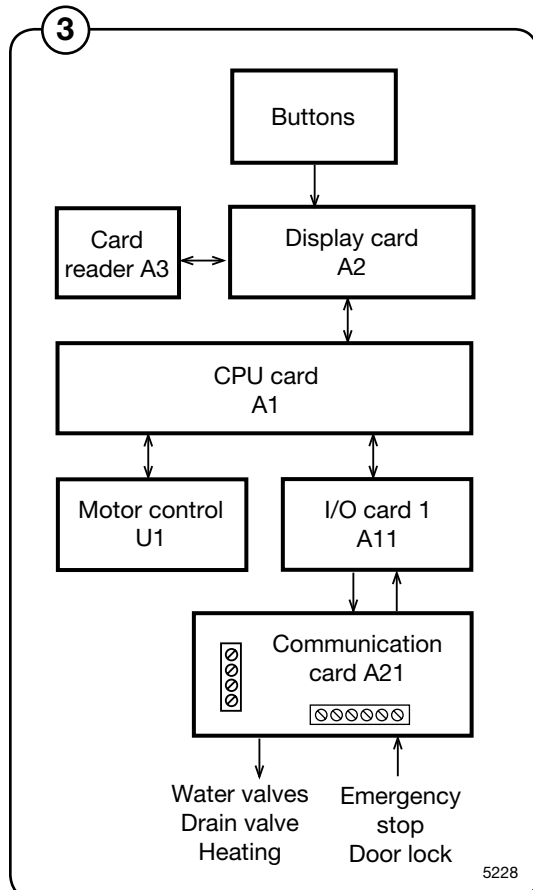 3
Buttons
Card
reader A3
Display card
A2
CPU card
A1
Motor control
U1
I/O card 1
A11
Communication
card A21
Water valves
Drain valve
Heating
Emergency
stop
Door lock
5228